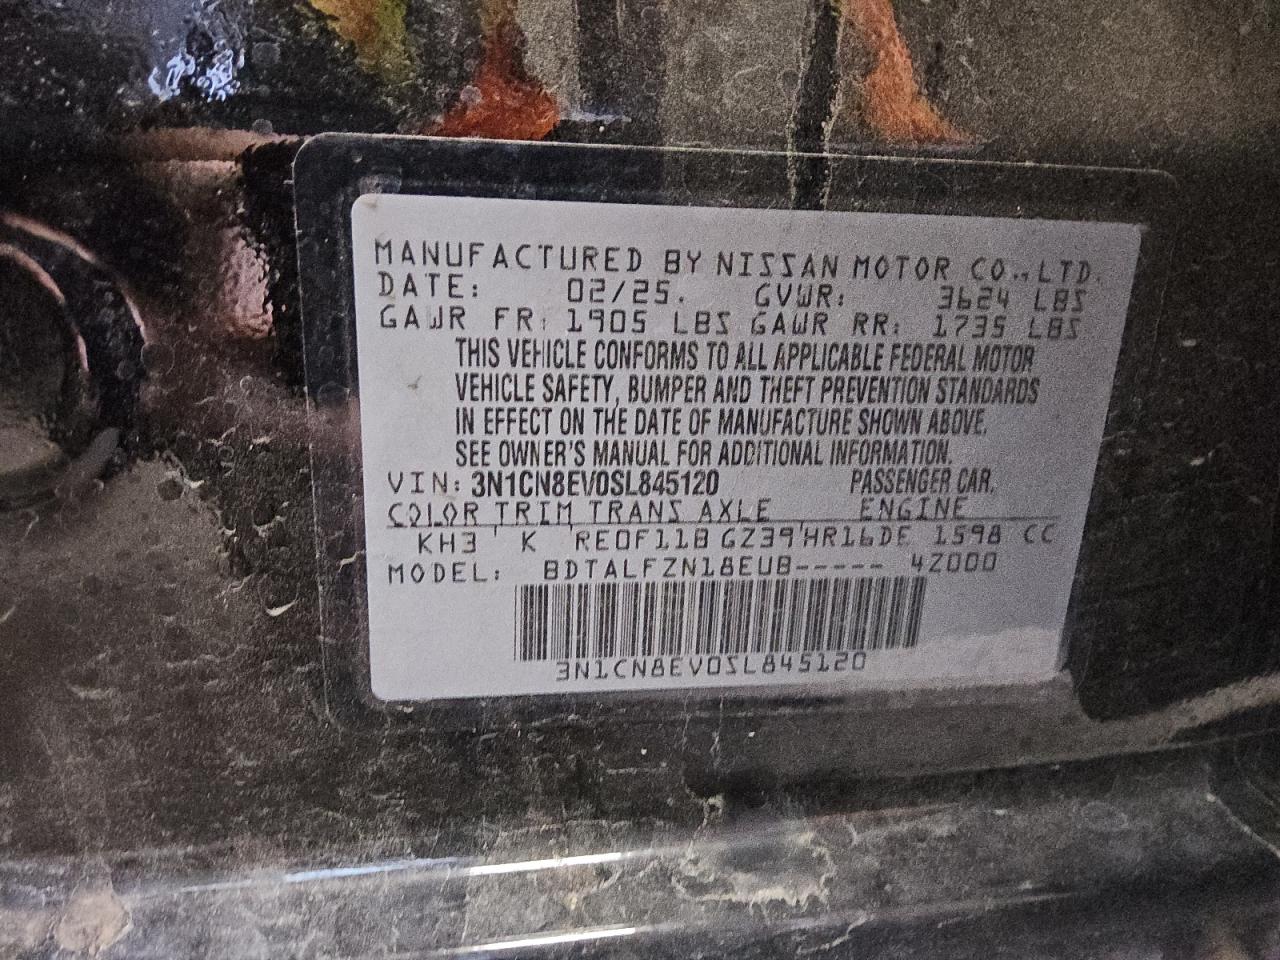 MANUFACTURED BY NISSAN MOTOR CO.,LTD.
DATE: 02/25. GVWR: 3624 LBS
GAWR FR: 1905 LBS GAWR RR: 1735 LBS
THIS VEHICLE CONFORMS TO ALL APPLICABLE FEDERAL MOTOR
VEHICLE SAFETY, BUMPER AND THEFT PREVENTION STANDARDS
IN EFFECT ON THE DATE OF MANUFACTURE SHOWN ABOVE.
SEE OWNER'S MANUAL FOR ADDITIONAL INFORMATION.
VIN: 3N1CN8EV0SL845120 PASSENGER CAR.
COLOR TRIM TRANS AXLE ENGINE
KH3 K RE0F11B GZ39 HR16DE 1598 CC
MODEL: BDTALFZN18EUB----- 4Z000
3N1CN8EV0SL845120